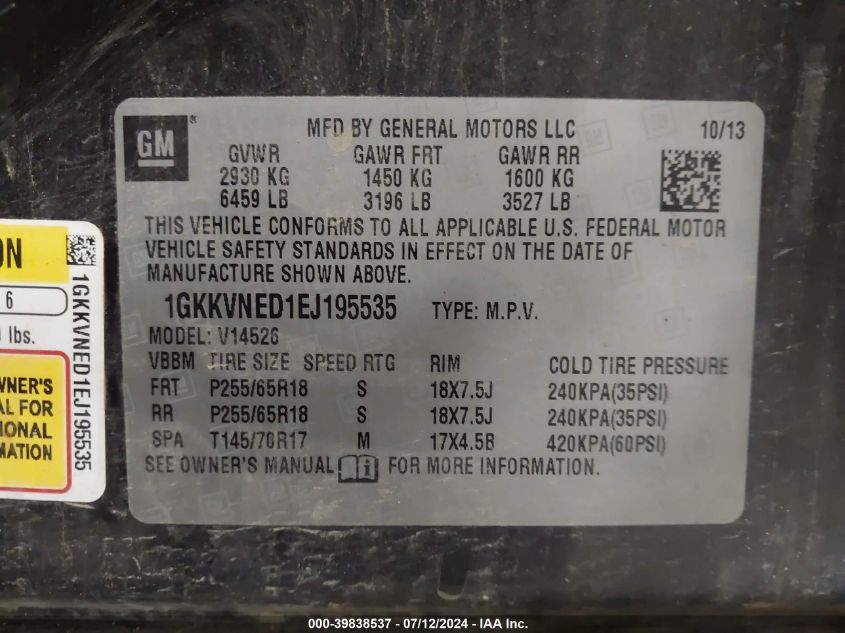 GM
®
MFD BY GENERAL MOTORS LLC 10/13
GVWR GAWR FRT GAWR RR
2930 KG 1450 KG 1600 KG
6459 LB 3196 LB 3527 LB
THIS VEHICLE CONFORMS TO ALL APPLICABLE U.S. FEDERAL MOTOR
VEHICLE SAFETY STANDARDS IN EFFECT ON THE DATE OF
MANUFACTURE SHOWN ABOVE.
1GKKVNED1EJ195535 TYPE: M.P.V.
MODEL: V14526
VBBM TIRE SIZE SPEED RTG RIM COLD TIRE PRESSURE
FRT P255/65R18 S 18X7.5J 240KPA(35PSI)
RR P255/65R18 S 18X7.5J 240KPA(35PSI)
SPA T145/70R17 M 17X4.5B 420KPA(60PSI)
SEE OWNER'S MANUAL FOR MORE INFORMATION.
ON
6
lbs.
WNER'S
AL FOR
IONAL
MATION
1GKKVNED1EJ195535
000-39838537 - 07/12/2024 - IAA Inc.